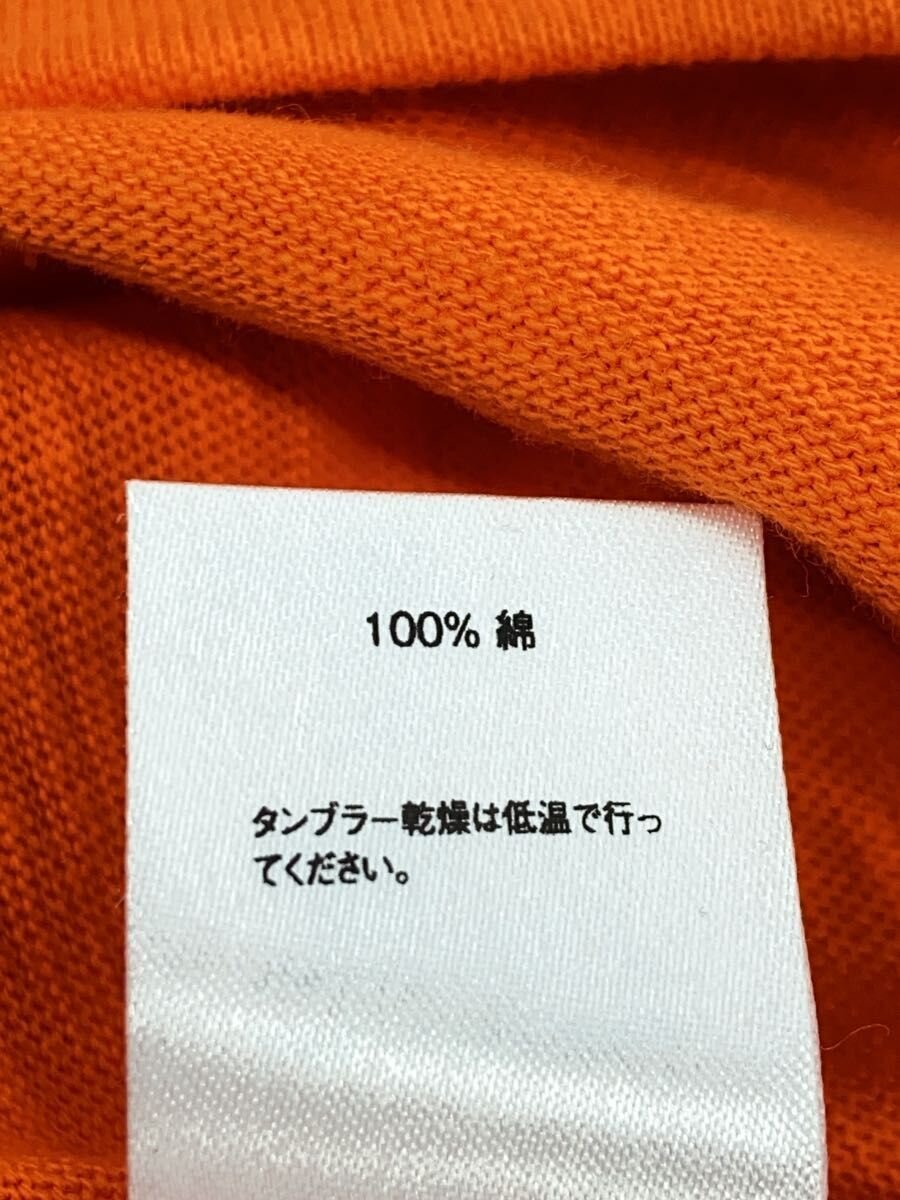 100% 綿
タンブラー乾燥は低温で行っ
てください。